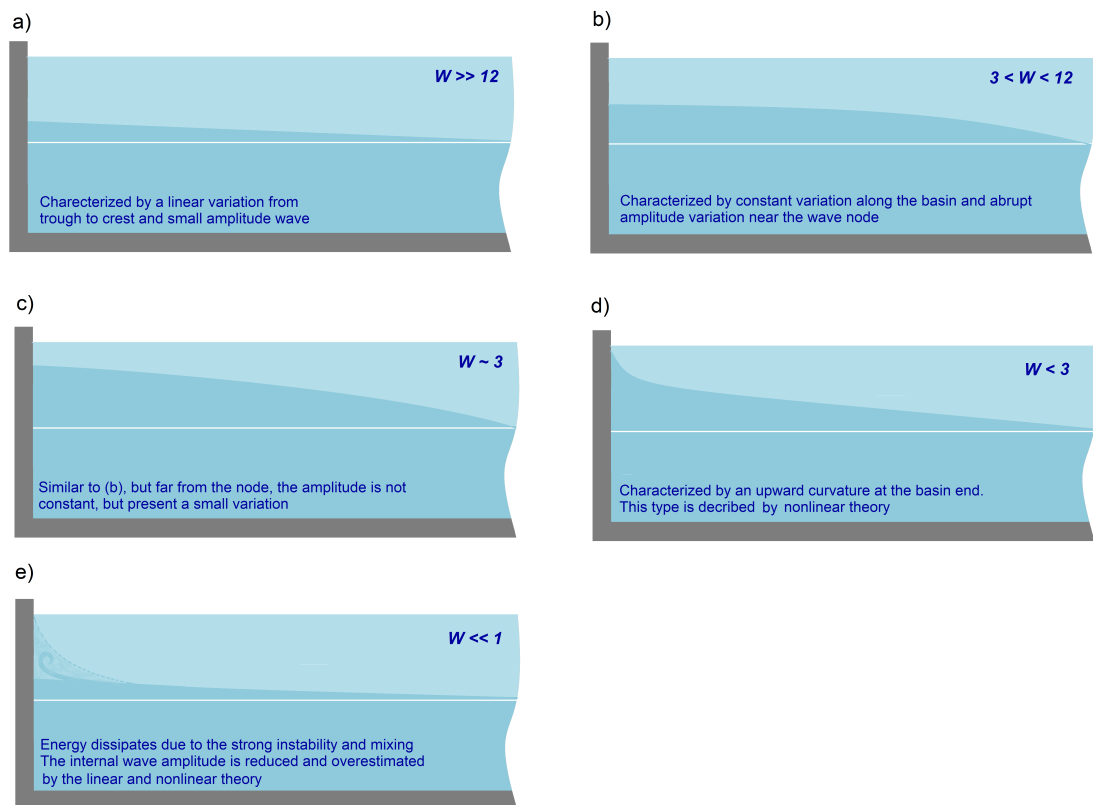 a)
W >> 12
Charecterized by a linear variation from
trough to crest and small amplitude wave
b)
3 < W < 12
Characterized by constant variation along the basin and abrupt
amplitude variation near the wave node
c)
W ~ 3
Similar to (b), but far from the node, the amplitude is not
constant, but present a small variation
d)
W < 3
Characterized by an upward curvature at the basin end.
This type is decribed by nonlinear theory
e)
W << 1
Energy dissipates due to the strong instability and mixing
The internal wave amplitude is reduced and overestimated
by the linear and nonlinear theory